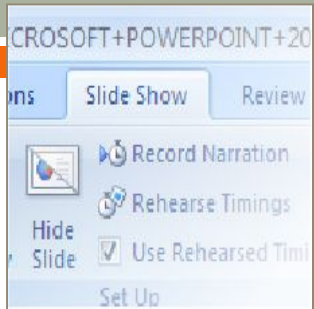 CROSOFT+POWERPOINT+20
ons Slide Show Review
Record Narration
Rehearse Timings
Hide
Slide
Use Rehearsed Timi
Set Up